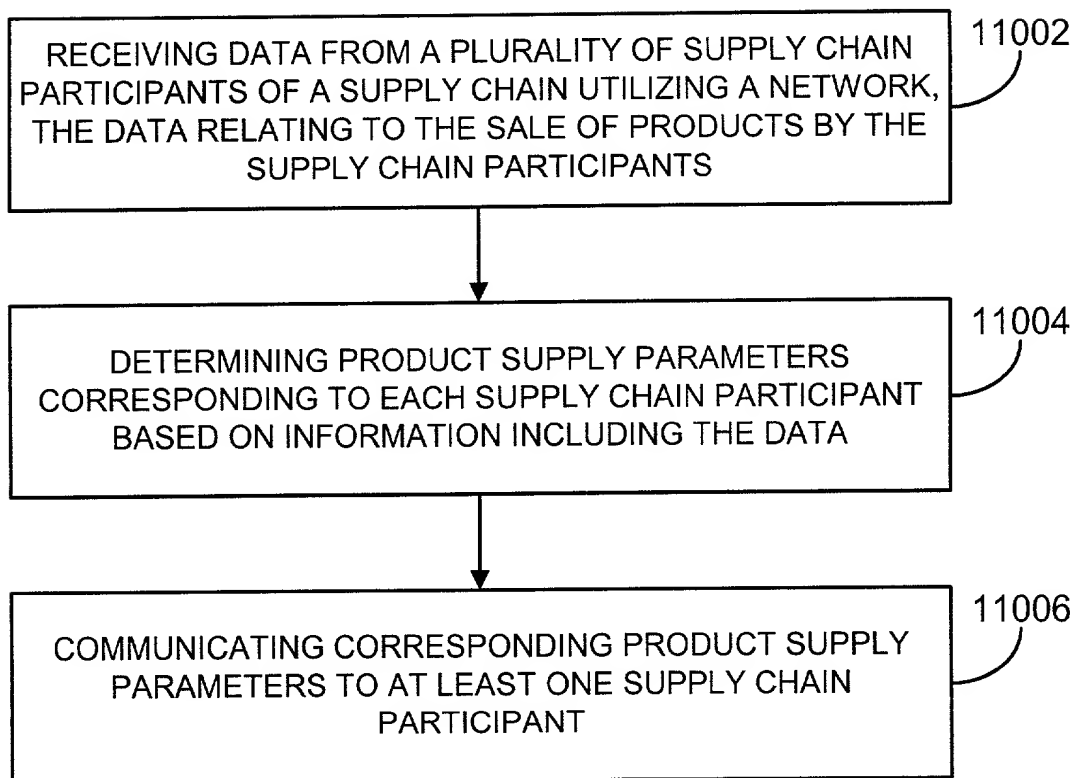 RECEIVING DATA FROM A PLURALITY OF SUPPLY CHAIN
PARTICIPANTS OF A SUPPLY CHAIN UTILIZING A NETWORK,
THE DATA RELATING TO THE SALE OF PRODUCTS BY THE
SUPPLY CHAIN PARTICIPANTS
11002
DETERMINING PRODUCT SUPPLY PARAMETERS
CORRESPONDING TO EACH SUPPLY CHAIN PARTICIPANT
BASED ON INFORMATION INCLUDING THE DATA
11004
COMMUNICATING CORRESPONDING PRODUCT SUPPLY
PARAMETERS TO AT LEAST ONE SUPPLY CHAIN
PARTICIPANT
11006